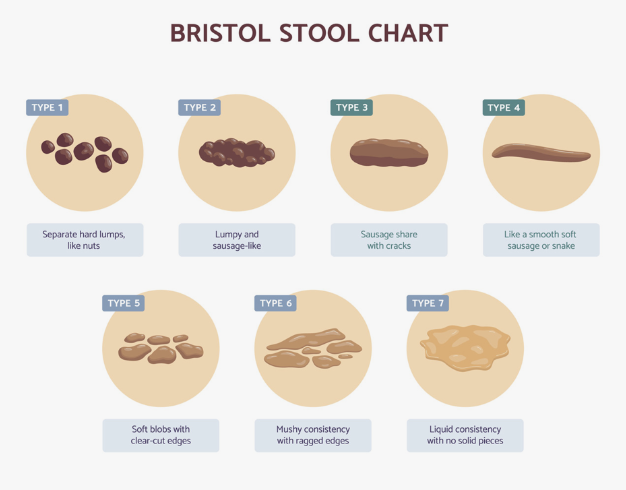 BRISTOL STOOL CHART
TYPE 1
TYPE 2
TYPE 3
TYPE 4
Separate hard lumps,
like nuts
Lumpy and
sausage-like
Sausage share
with cracks
Like a smooth soft
sausage or snake
TYPE 5
TYPE 6
TYPE 7
Soft blobs with
clear-cut edges
Mushy consistency
with ragged edges
Liquid consistency
with no solid pieces